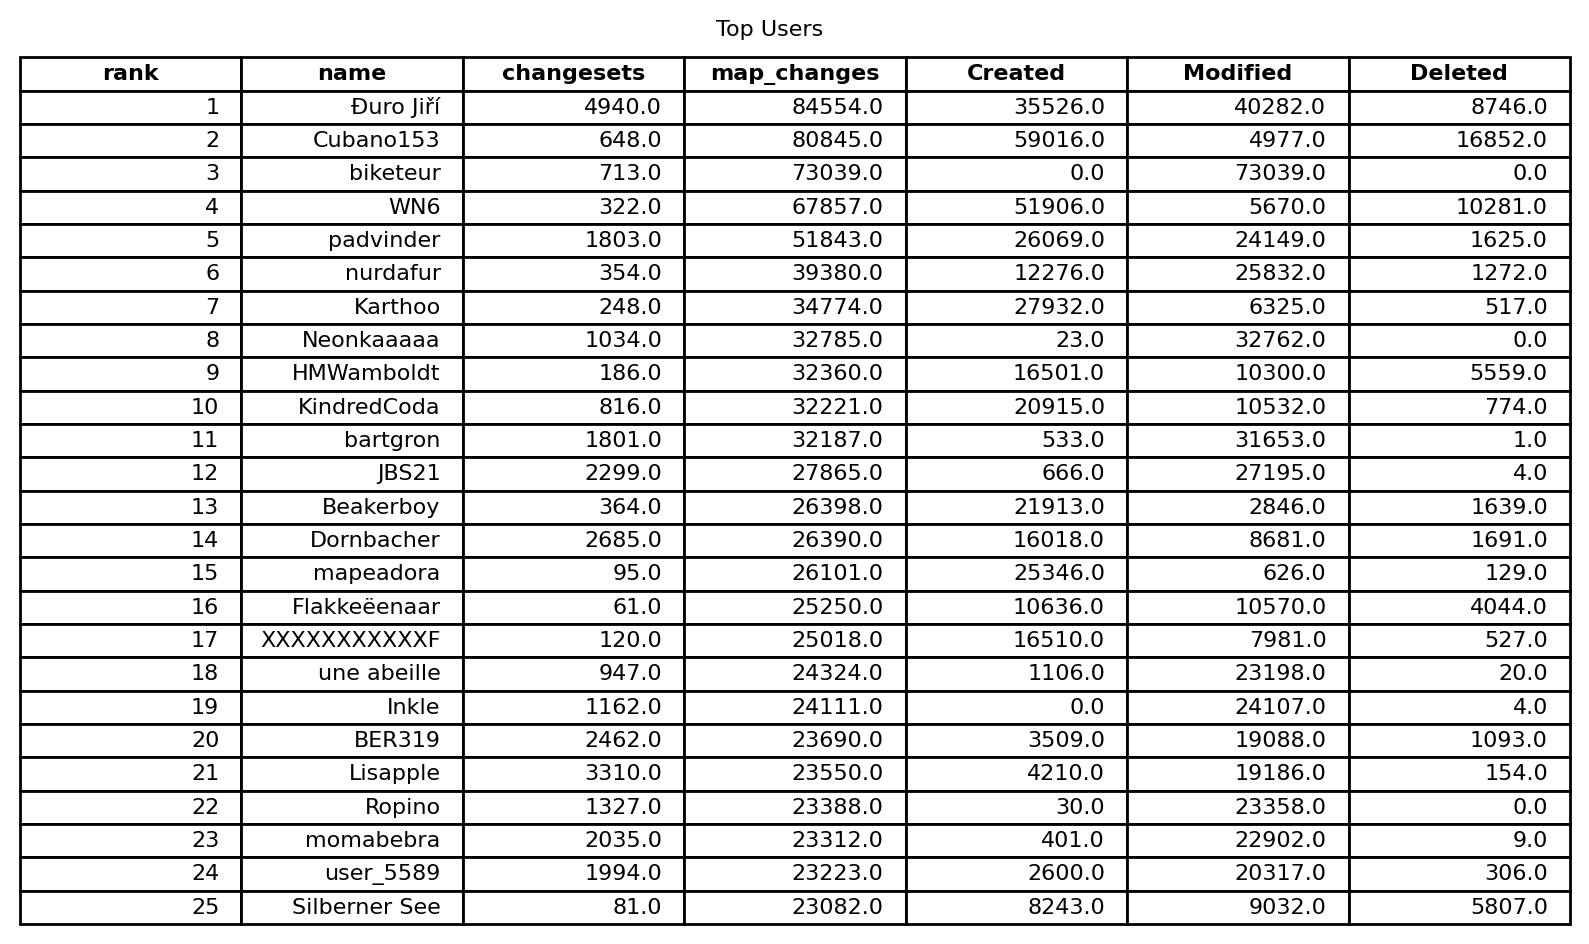 Top Users
rank name changesets map_changes Created Modified Deleted
1 Đuro Jiří 4940.0 84554.0 35526.0 40282.0 8746.0
2 Cubano153 648.0 80845.0 59016.0 4977.0 16852.0
3 biketeur 713.0 73039.0 0.0 73039.0 0.0
4 WN6 322.0 67857.0 51906.0 5670.0 10281.0
5 padvinder 1803.0 51843.0 26069.0 24149.0 1625.0
6 nurdafur 354.0 39380.0 12276.0 25832.0 1272.0
7 Karthoo 248.0 34774.0 27932.0 6325.0 517.0
8 Neonkaaaaa 1034.0 32785.0 23.0 32762.0 0.0
9 HMWamboldt 186.0 32360.0 16501.0 10300.0 5559.0
10 KindredCoda 816.0 32221.0 20915.0 10532.0 774.0
11 bartgron 1801.0 32187.0 533.0 31653.0 1.0
12 JBS21 2299.0 27865.0 666.0 27195.0 4.0
13 Beakerboy 364.0 26398.0 21913.0 2846.0 1639.0
14 Dornbacher 2685.0 26390.0 16018.0 8681.0 1691.0
15 mapeadora 95.0 26101.0 25346.0 626.0 129.0
16 Flakkeëenaar 61.0 25250.0 10636.0 10570.0 4044.0
17 XXXXXXXXXXXF 120.0 25018.0 16510.0 7981.0 527.0
18 une abeille 947.0 24324.0 1106.0 23198.0 20.0
19 Inkle 1162.0 24111.0 0.0 24107.0 4.0
20 BER319 2462.0 23690.0 3509.0 19088.0 1093.0
21 Lisapple 3310.0 23550.0 4210.0 19186.0 154.0
22 Ropino 1327.0 23388.0 30.0 23358.0 0.0
23 momabebra 2035.0 23312.0 401.0 22902.0 9.0
24 user_5589 1994.0 23223.0 2600.0 20317.0 306.0
25 Silberner See 81.0 23082.0 8243.0 9032.0 5807.0